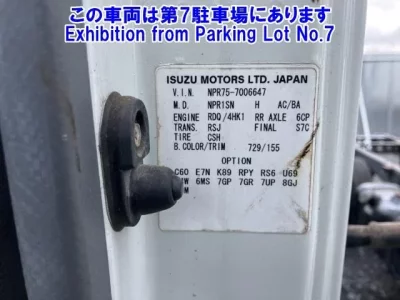 この車両は第7駐車場にあります
Exhibition from Parking Lot No.7
ISUZU MOTORS LTD. JAPAN
V.I.N. NPR75-7006647
M.D. NPR1SN H AC/BA
ENGINE RDQ/4HK1 RR AXLE 6CP
TRANS. RSJ FINAL S7C
TIRE CSH
B.COLOR/TRIM 729/155
OPTION
C60 E7N K89 RPY RS6 U69
6MS 7GP 7GR 7UP 8GJ